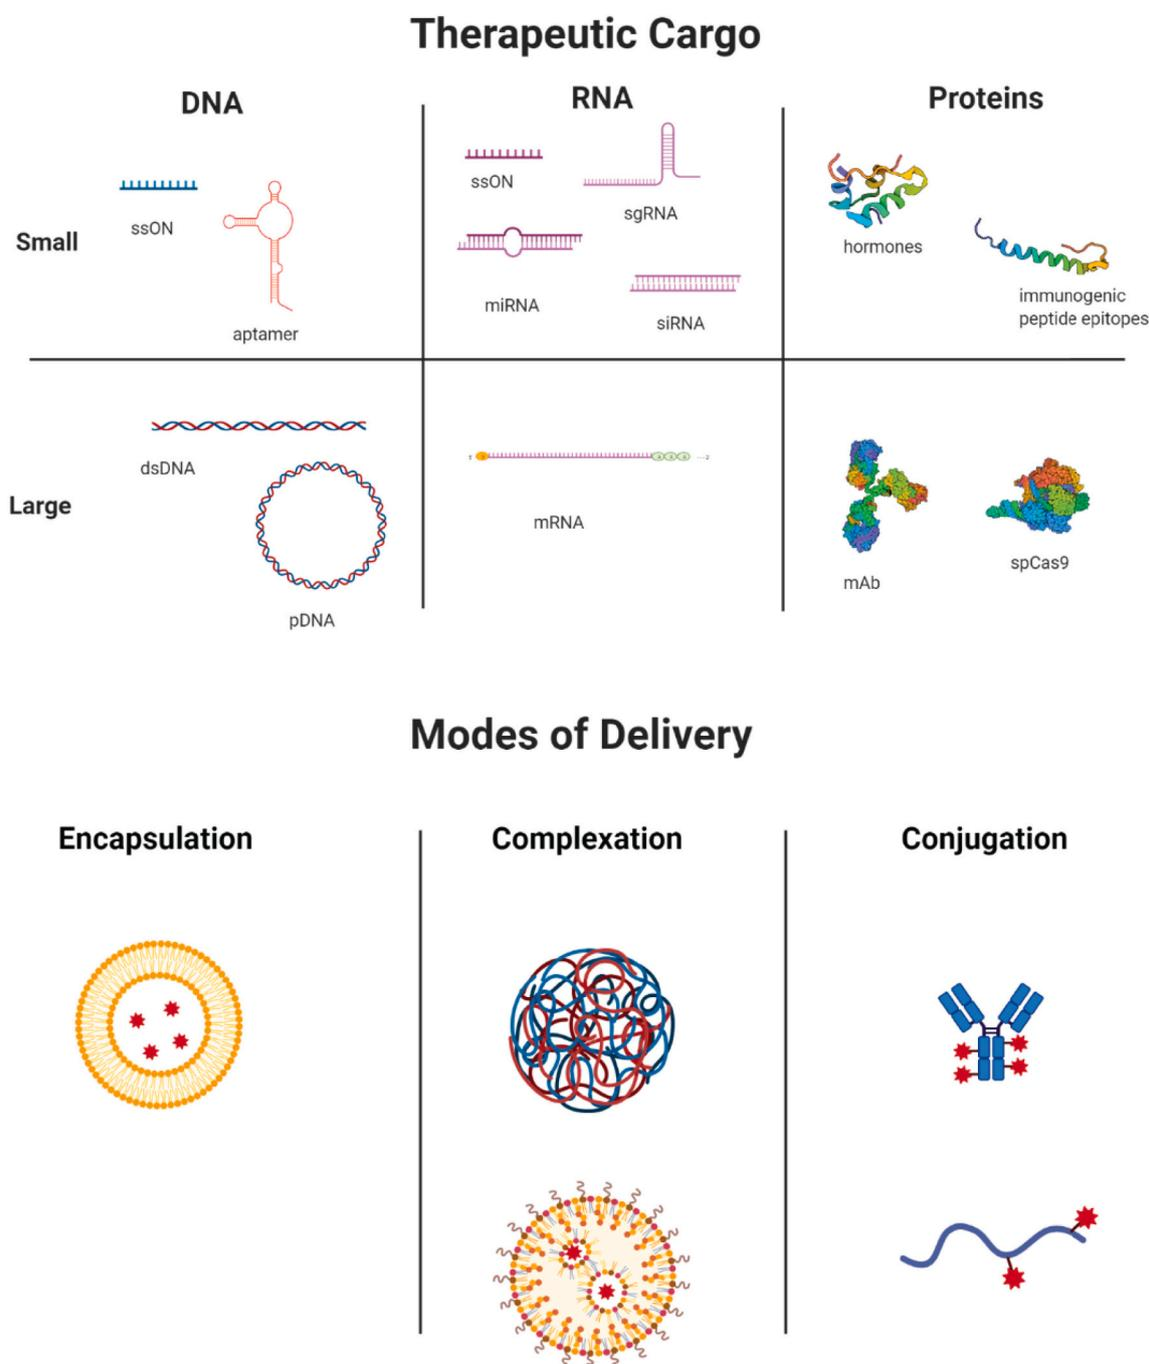 Therapeutic Cargo
DNA
RNA
Proteins
Small
ssON
aptamer
ssON
sgRNA
miRNA
siRNA
hormones
immunogenic
peptide epitopes
Large
dsDNA
pDNA
mRNA
mAb
spCas9
Modes of Delivery
Encapsulation
Complexation
Conjugation